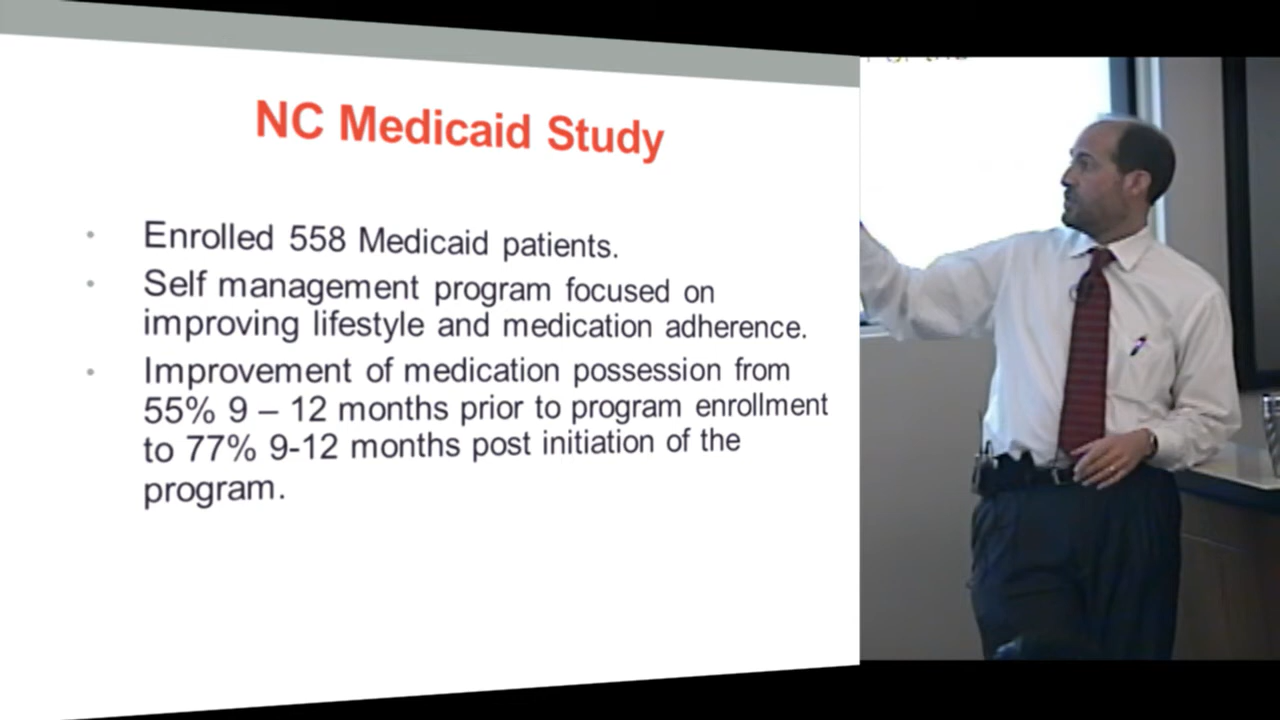 NC Medicaid Study
• Enrolled 558 Medicaid patients.
• Self management program focused on
improving lifestyle and medication adherence.
• Improvement of medication possession from
55% 9 – 12 months prior to program enrollment
to 77% 9-12 months post initiation of the
program.